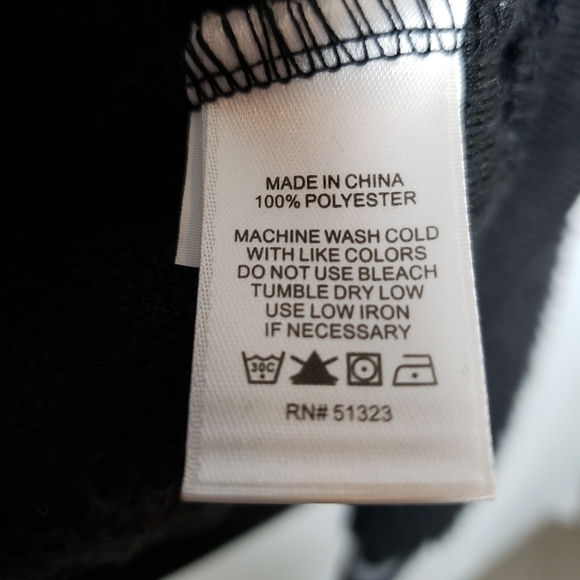 MADE IN CHINA
100% POLYESTER
MACHINE WASH COLD
WITH LIKE COLORS
DO NOT USE BLEACH
TUMBLE DRY LOW
USE LOW IRON
IF NECESSARY
30C
RN# 51323